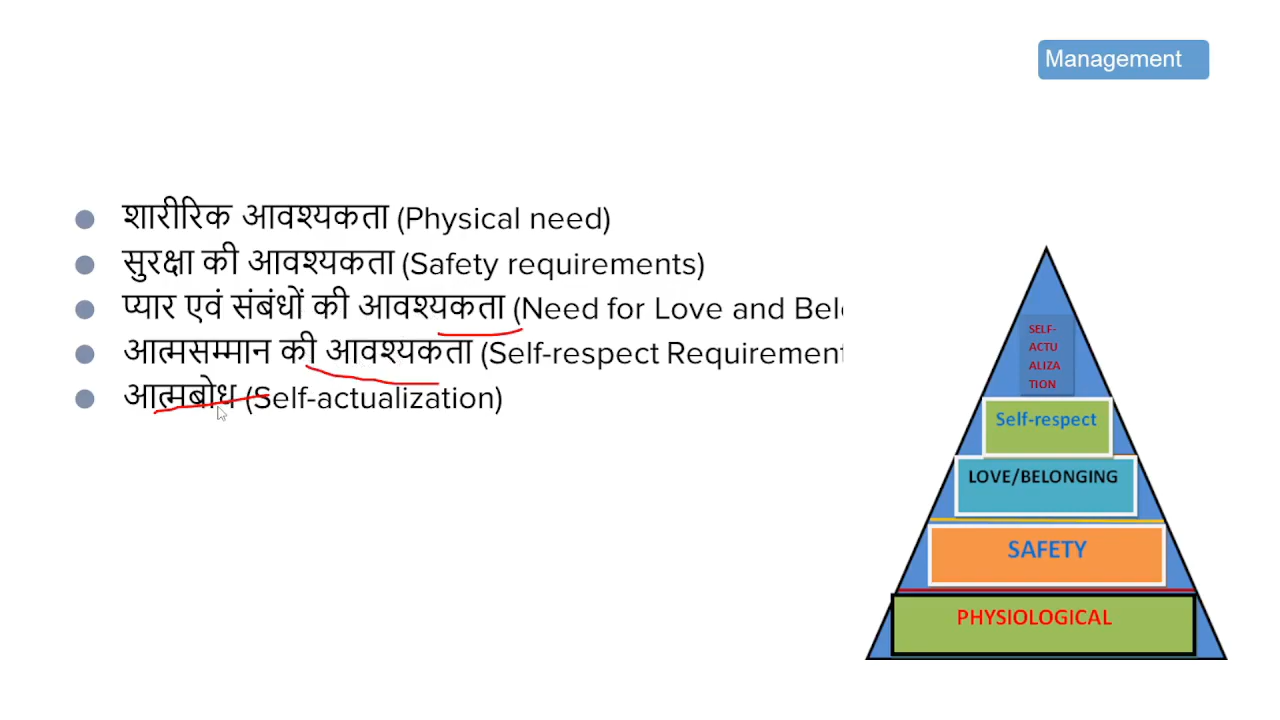 Management
शारीरिक आवश्यकता (Physical need)
सुरक्षा की आवश्यकता (Safety requirements)
प्यार एवं संबंधों की आवश्यकता (Need for Love and
आत्मसम्मान की आवश्यकता (Self-respect Requirement
आत्मबोध (Self-actualization)
SELF-
ACTU
ALIZA
TION
Self-respect
LOVE/BELONGING
SAFETY
PHYSIOLOGICAL